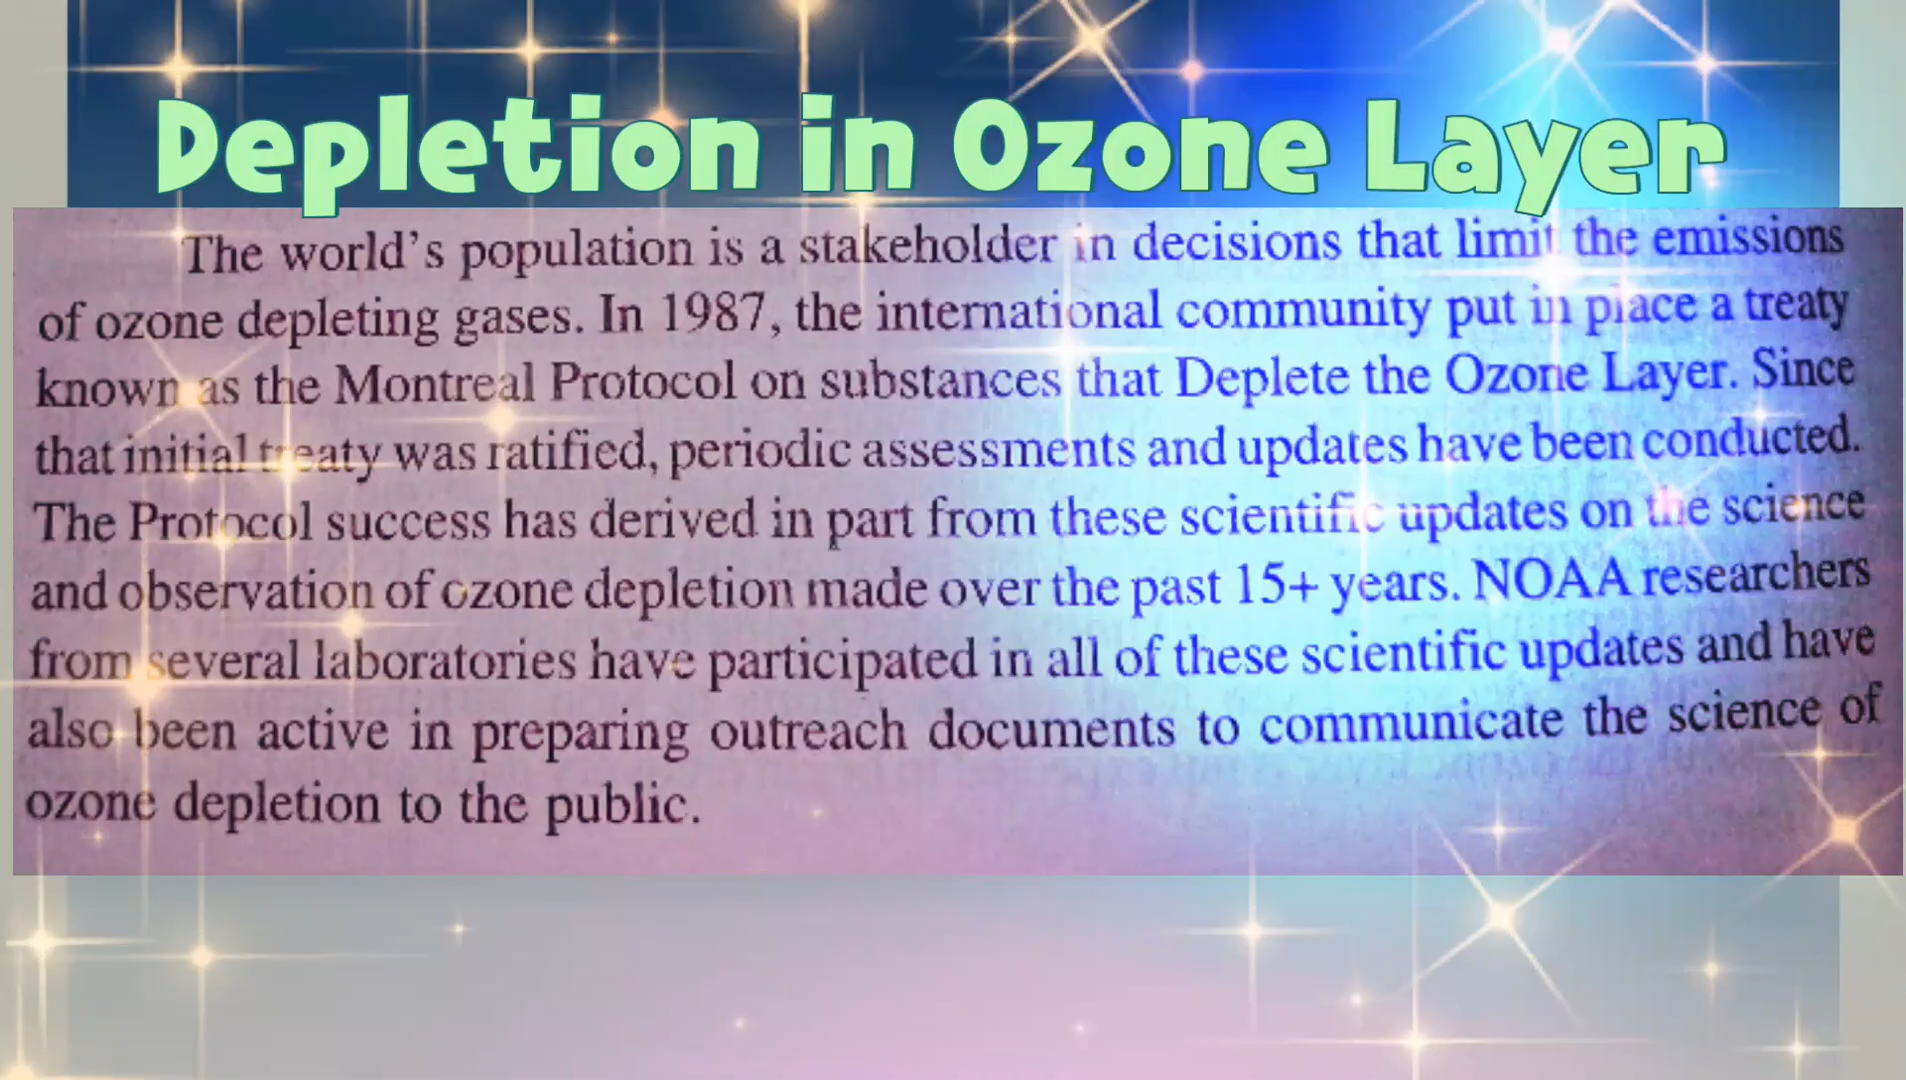 Depletion in Ozone Layer
The world's population is a stakeholder in decisions that limit the emissions
of ozone depleting gases. In 1987, the international community put in place a treaty
known as the Montreal Protocol on substances that Deplete the Ozone Layer. Since
that initial treaty was ratified, periodic assessments and updates have been conducted.
The Protocol success has derived in part from these scientific updates on the science
and observation of ozone depletion made over the past 15+ years. NOAA researchers
from several laboratories have participated in all of these scientific updates and have
also been active in preparing outreach documents to communicate the science of
ozone depletion to the public.